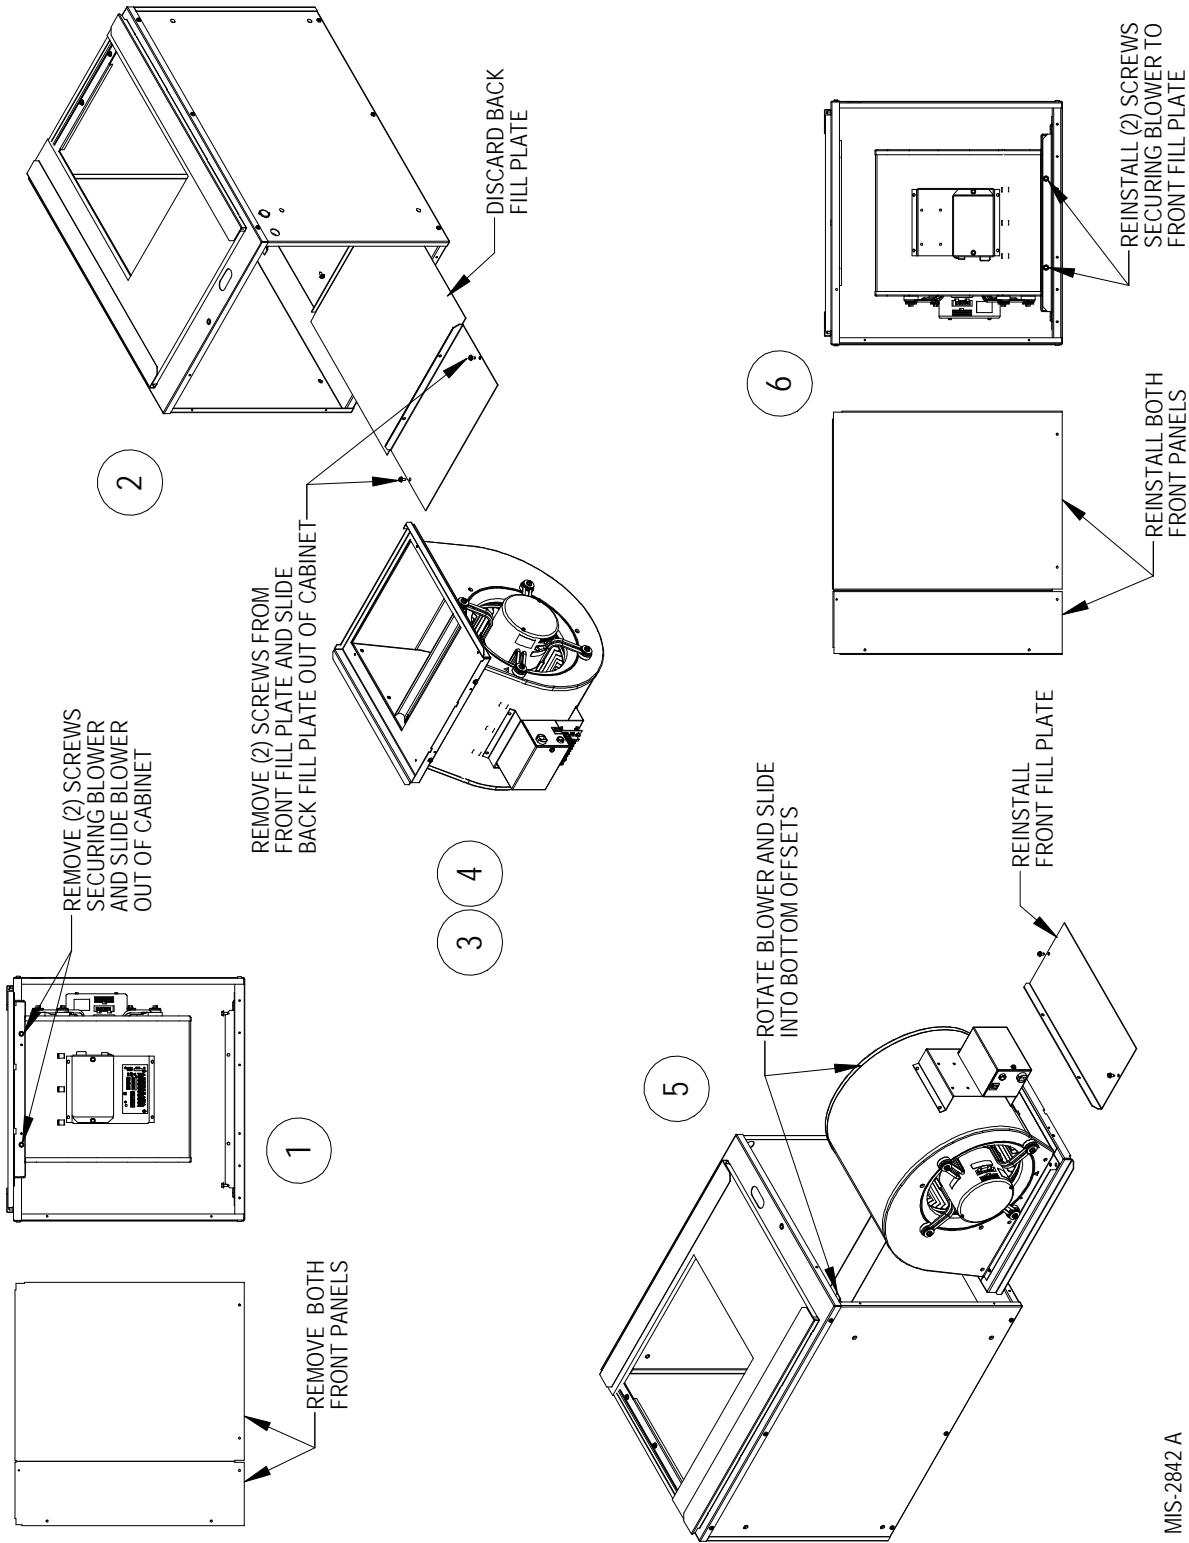 REMOVE BOTH
FRONT PANELS
1
REMOVE (2) SCREWS
SECURING BLOWER
AND SLIDE BLOWER
OUT OF CABINET
2
REMOVE (2) SCREWS FROM
FRONT FILL PLATE AND SLIDE
BACK FILL PLATE OUT OF CABINET
DISCARD BACK
FILL PLATE
3
4
5
ROTATE BLOWER AND SLIDE
INTO BOTTOM OFFSETS
REINSTALL
FRONT FILL PLATE
6
REINSTALL BOTH
FRONT PANELS
REINSTALL (2) SCREWS
SECURING BLOWER TO
FRONT FILL PLATE
MIS-2842 A